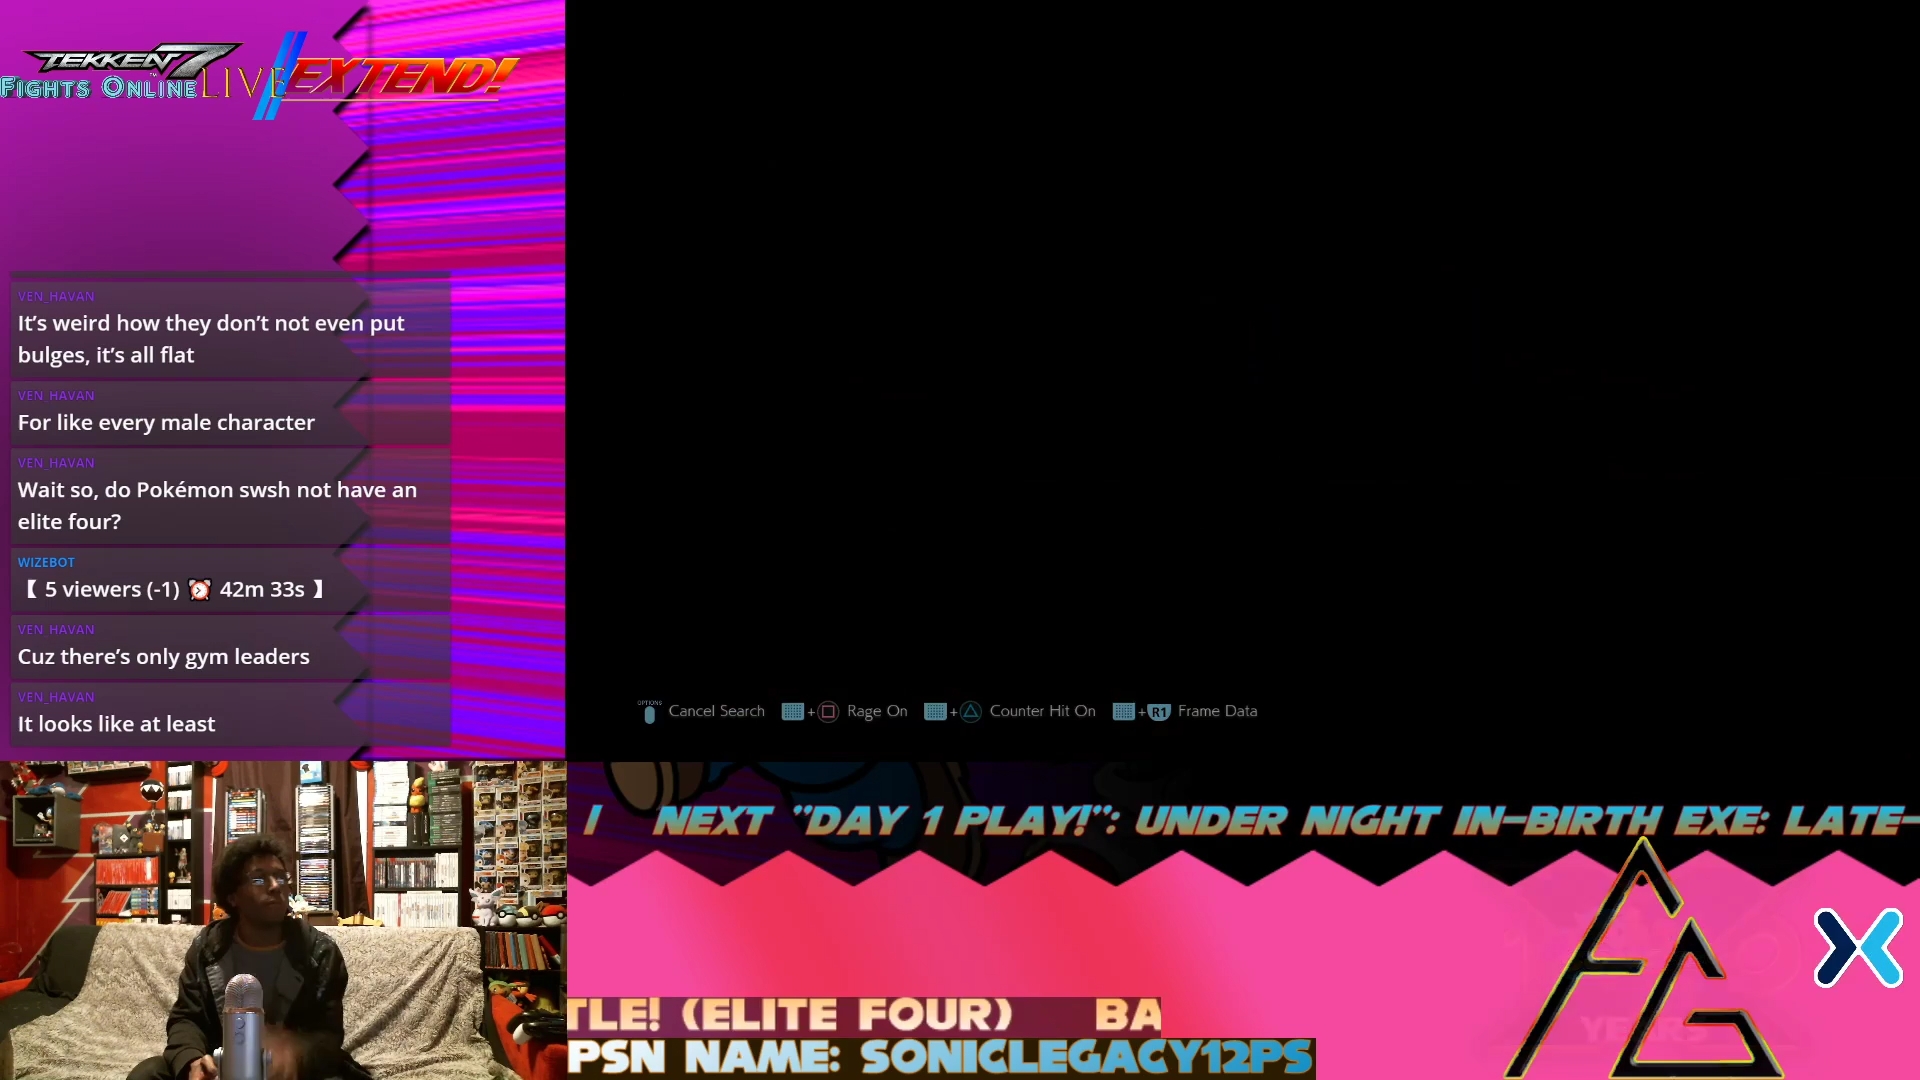 TEKKEN 7
FIGHTS ONLINE LIVE
EXTEND!
VEN_HAVAN
It’s weird how they don’t not even put
bulges, it’s all flat
VEN_HAVAN
For like every male character
VEN_HAVAN
Wait so, do Pokémon swsh not have an
elite four?
WIZEBOT
【 5 viewers (-1) ⏰ 42m 33s 】
VEN_HAVAN
Cuz there’s only gym leaders
VEN_HAVAN
It looks like at least
OPTIONS Cancel Search + Rage On + Counter Hit On + R1 Frame Data
/ NEXT "DAY 1 PLAY!": UNDER NIGHT IN-BIRTH EXE: LATE-
AFG
YEARS
TLE! (ELITE FOUR) BA
PSN NAME: SONICLEGACY12PS